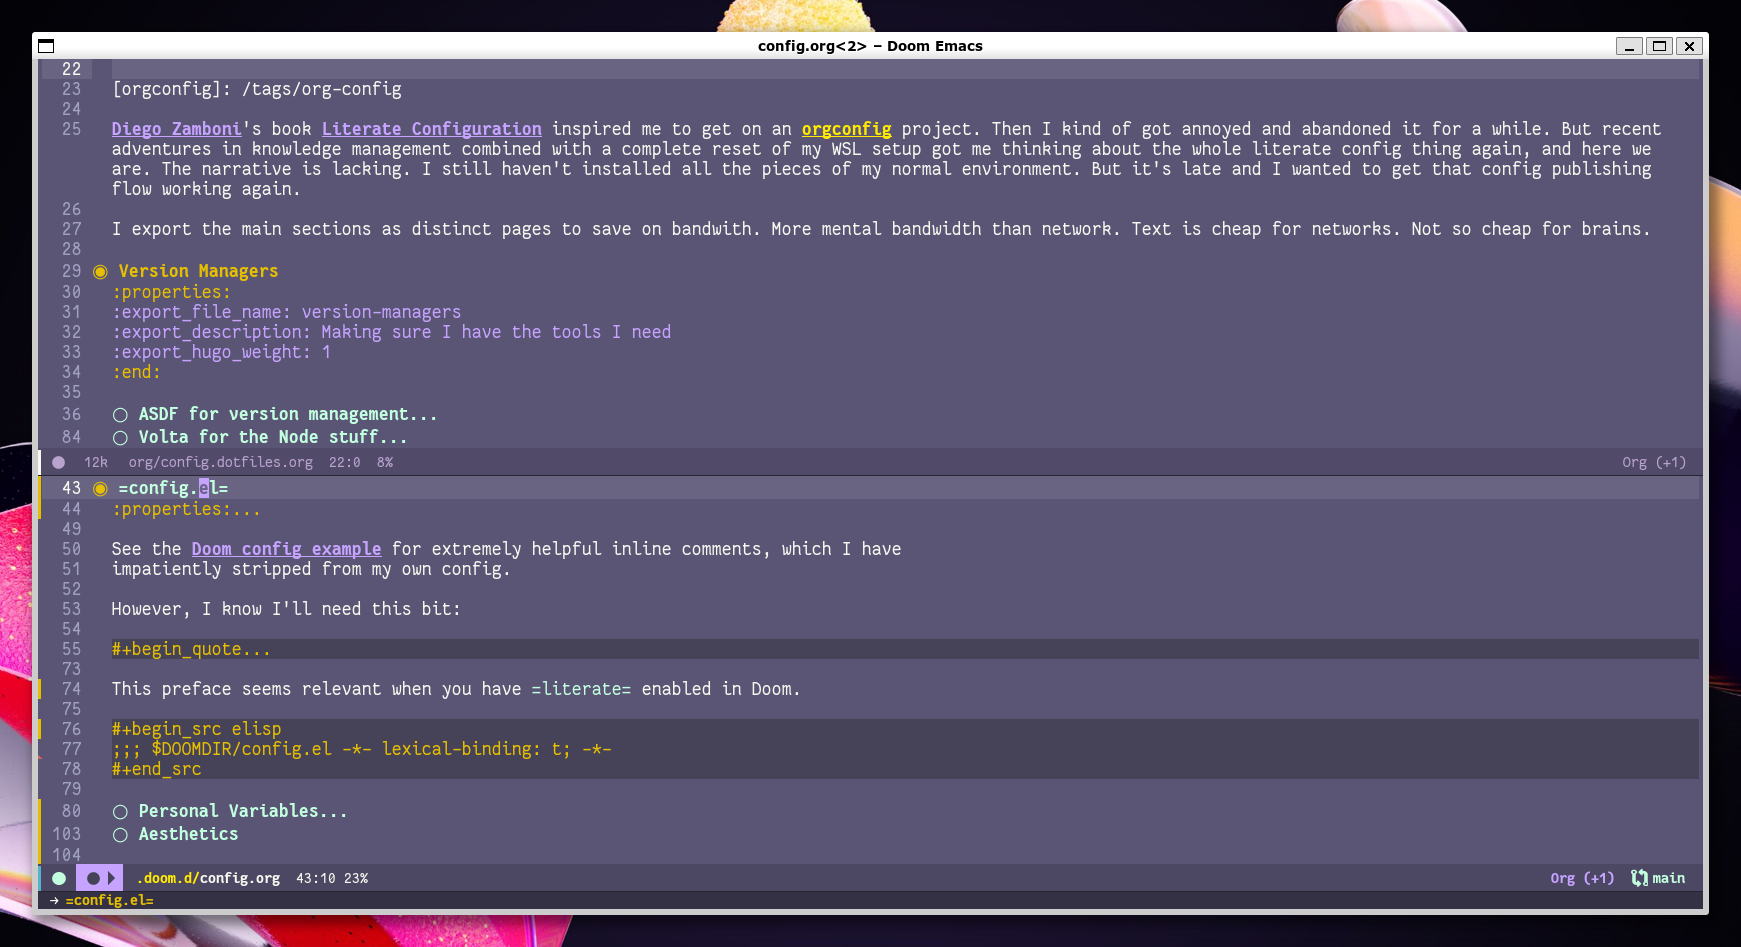 config.org<2> – Doom Emacs
22
23 [orgconfig]: /tags/org-config
24
25 Diego Zamboni's book Literate Configuration inspired me to get on an orgconfig project. Then I kind of got annoyed and abandoned it for a while. But recent
adventures in knowledge management combined with a complete reset of my WSL setup got me thinking about the whole literate config thing again, and here we
are. The narrative is lacking. I still haven't installed all the pieces of my normal environment. But it's late and I wanted to get that config publishing
flow working again.
26
27 I export the main sections as distinct pages to save on bandwith. More mental bandwidth than network. Text is cheap for networks. Not so cheap for brains.
28
29 ◉ Version Managers
30 :properties:
31 :export_file_name: version-managers
32 :export_description: Making sure I have the tools I need
33 :export_hugo_weight: 1
34 :end:
35
36 ○ ASDF for version management...
84 ○ Volta for the Node stuff...
12k org/config.dotfiles.org 22:0 8% Org (+1)
43 ◉ =config.el=
44 :properties:...
49
50 See the Doom config example for extremely helpful inline comments, which I have
51 impatiently stripped from my own config.
52
53 However, I know I'll need this bit:
54
55 #+begin_quote...
73
74 This preface seems relevant when you have =literate= enabled in Doom.
75
76 #+begin_src elisp
77 ;;; $DOOMDIR/config.el -*- lexical-binding: t; -*-
78 #+end_src
79
80 ○ Personal Variables...
103 ○ Aesthetics
104
.doom.d/config.org 43:10 23% Org (+1) main
→ =config.el=